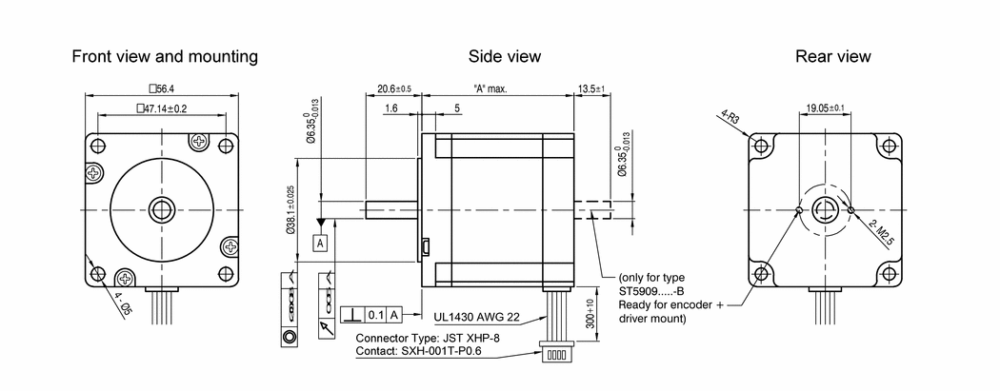 Front view and mounting
Side view
Rear view
□56.4
□47.14±0.2
4 - Ø5
20.6±0.5
"A" max.
13.5±1
1.6
5
Ø6.35 0 -0.013
Ø38.1±0.025
A
0.1 A
Ø6.35 0 -0.013
300+10
UL1430 AWG 22
Connector Type: JST XHP-8
Contact: SXH-001T-P0.6
(only for type
ST5909.....-B
Ready for encoder +
driver mount)
4-R3
19.05±0.1
2- M2.5